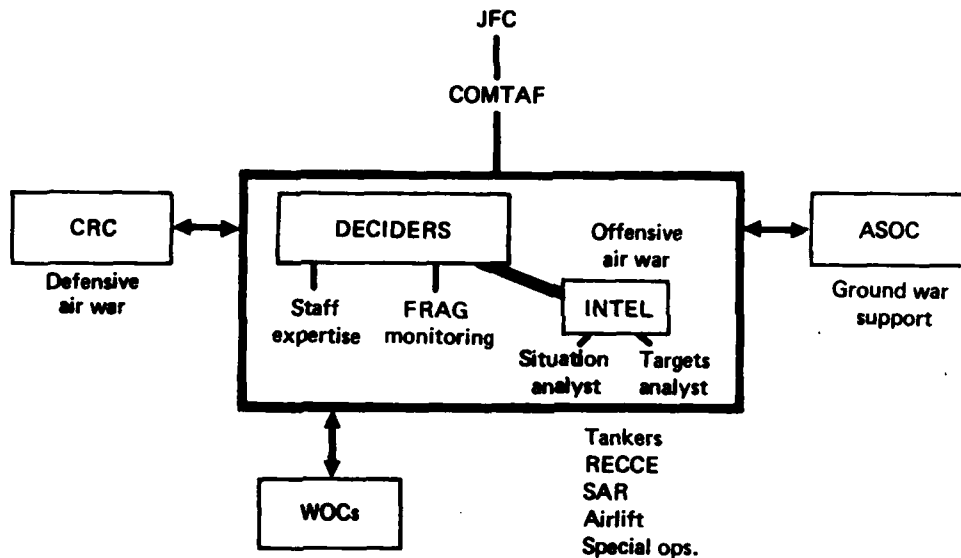 JFC
COMTAF
CRC
Defensive
air war
DECIDERS
Staff
expertise
FRAG
monitoring
Offensive
air war
INTEL
Situation
analyst
Targets
analyst
ASOC
Ground war
support
WOCs
Tankers
RECCE
SAR
Airlift
Special ops.